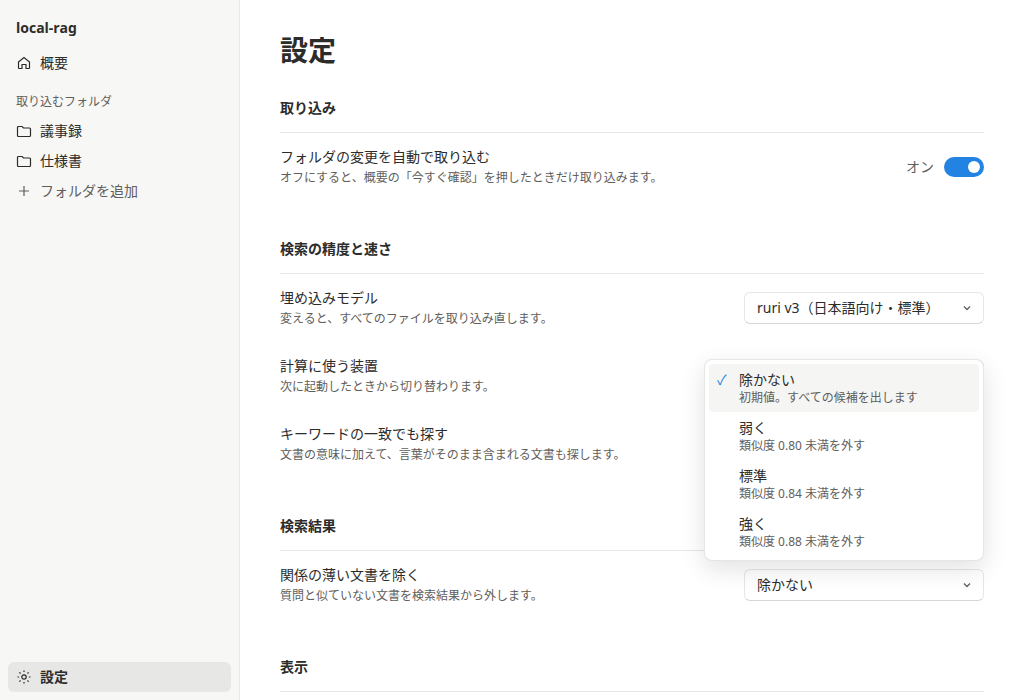 local-rag
概要
取り込むフォルダ
議事録
仕様書
フォルダを追加
設定
設定
取り込み
フォルダの変更を自動で取り込む
オフにすると、概要の「今すぐ確認」を押したときだけ取り込みます。
オン
検索の精度と速さ
埋め込みモデル
変えると、すべてのファイルを取り込み直します。
ruri v3（日本語向け・標準）
計算に使う装置
次に起動したときから切り替わります。
キーワードの一致でも探す
文書の意味に加えて、言葉がそのまま含まれる文書も探します。
除かない
初期値。すべての候補を出します
弱く
類似度 0.80 未満を外す
標準
類似度 0.84 未満を外す
強く
類似度 0.88 未満を外す
検索結果
関係の薄い文書を除く
質問と似ていない文書を検索結果から外します。
除かない
表示